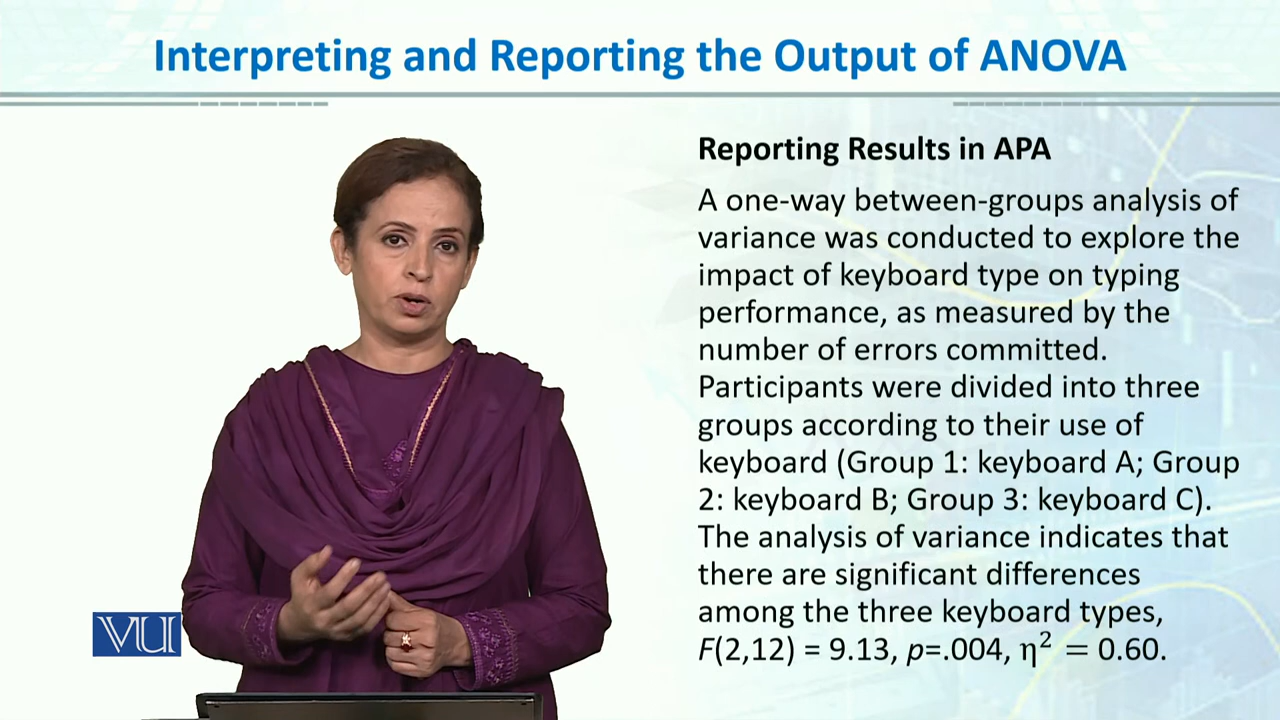 Interpreting and Reporting the Output of ANOVA
Reporting Results in APA
A one-way between-groups analysis of
variance was conducted to explore the
impact of keyboard type on typing
performance, as measured by the
number of errors committed.
Participants were divided into three
groups according to their use of
keyboard (Group 1: keyboard A; Group
2: keyboard B; Group 3: keyboard C).
The analysis of variance indicates that
there are significant differences
among the three keyboard types,
F(2,12) = 9.13, p=.004, η² = 0.60.
VU